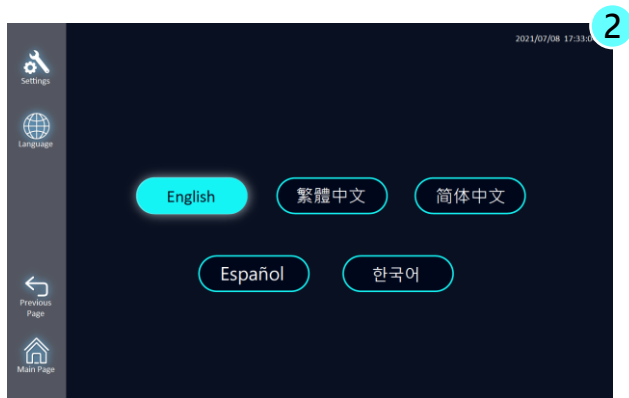 2
2021/07/08 17:33:0
Settings
Language
English
繁體中文
简体中文
Español
한국어
Previous
Page
Main Page